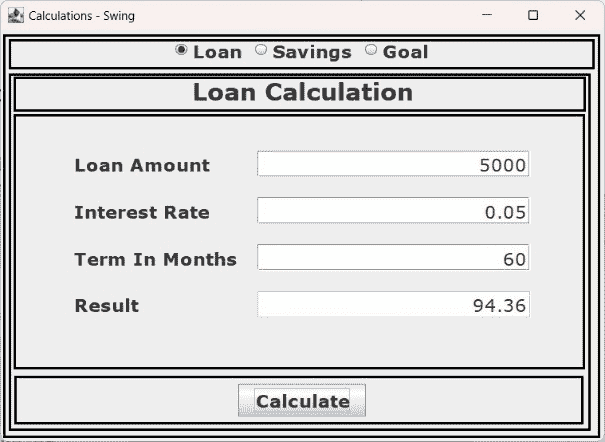 Calculations - Swing
Loan Savings Goal
Loan Calculation
Loan Amount 5000
Interest Rate 0.05
Term In Months 60
Result 94.36
Calculate